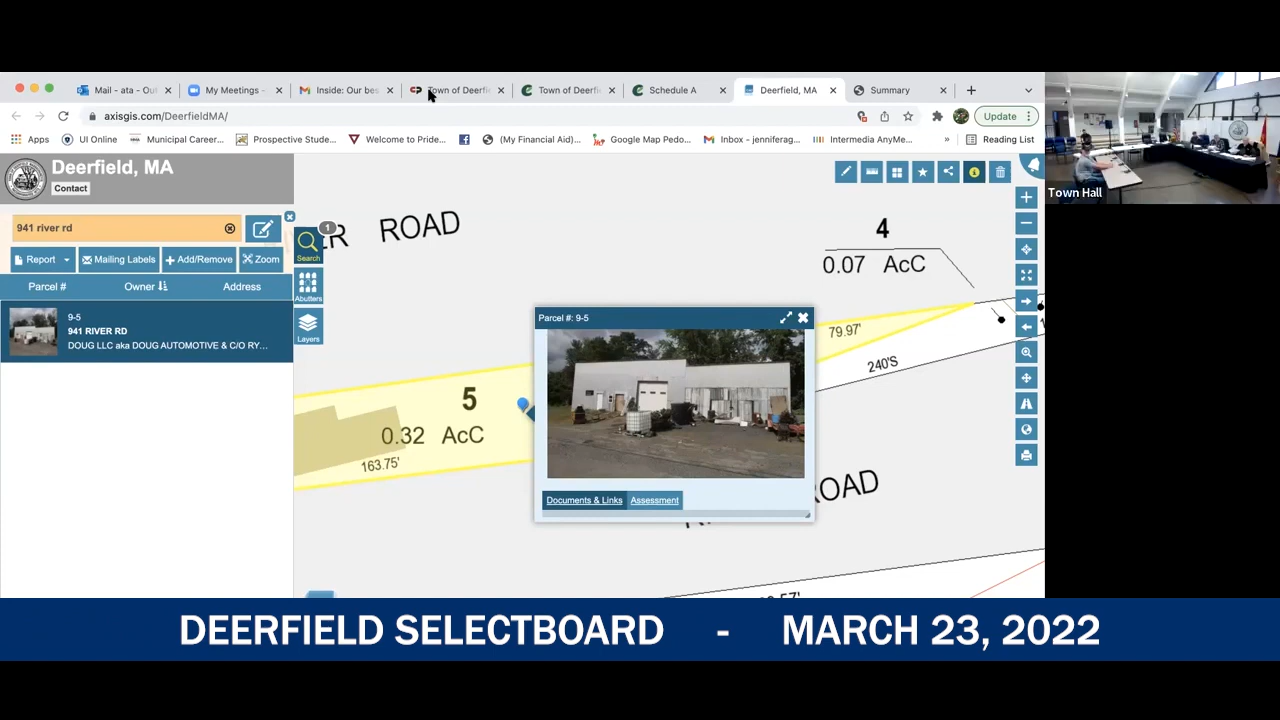 Mail - ata - Ou
My Meetings -
Inside: Our bes
Town of Deerfie
Town of Deerfi
Schedule A
Deerfield, MA
Summary
axisgis.com/DeerfieldMA/
Update
Apps
UI Online
Municipal Career...
Prospective Stude...
Welcome to Pride...
(My Financial Aid)...
Google Map Pedo...
Inbox - jenniferag...
Intermedia AnyMe...
»
Reading List
Deerfield, MA
Contact
941 river rd
Report
Mailing Labels
Add/Remove
Zoom
Parcel #
Owner
Address
9-5
941 RIVER RD
DOUG LLC aka DOUG AUTOMOTIVE & C/O RY...
1
Search
Abutters
Layers
ER ROAD
4
0.07 AcC
79.97'
240'S
5
0.32 AcC
163.75'
Parcel #: 9-5
Documents & Links
Assessment
ROAD
Town Hall
DEERFIELD SELECTBOARD - MARCH 23, 2022